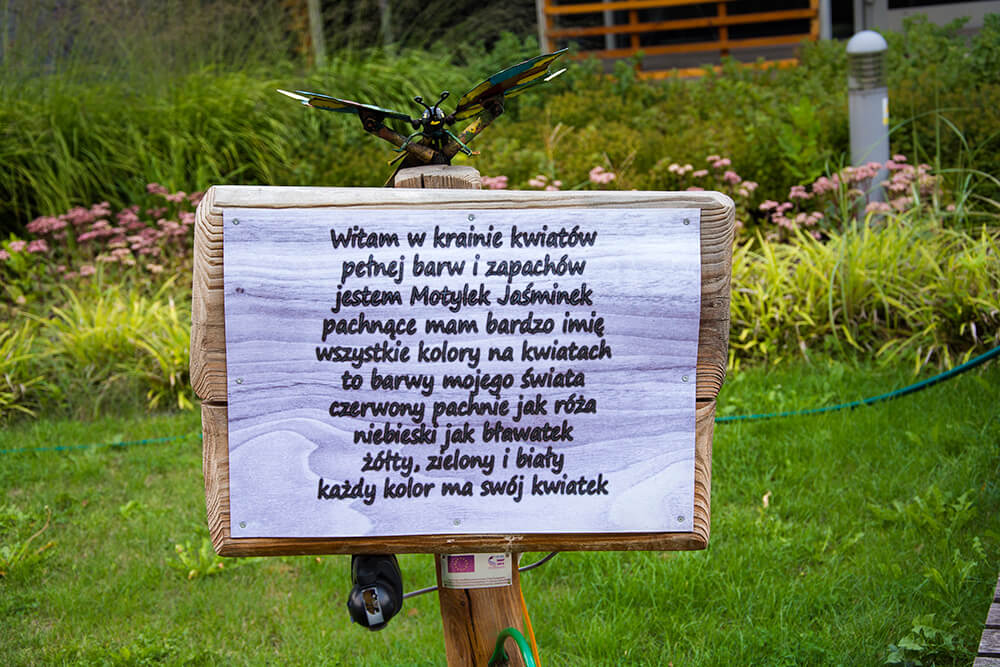 Witam w krainie kwiatów
pełnej barw i zapachów
jestem Motylek Jaśminek
pachnące mam bardzo imię
wszystkie kolory na kwiatach
to barwy mojego świata
czerwony pachnie jak róża
niebieski jak bławatek
żółty, zielony i biały
każdy kolor ma swój kwiatek